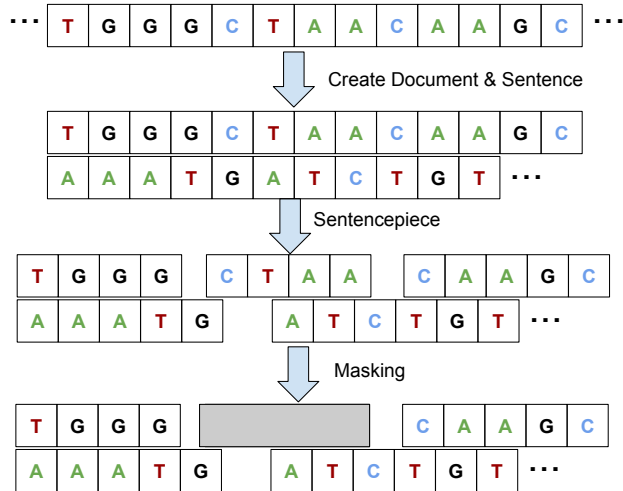 ... T G G G C T A A C A A G C ...
Create Document & Sentence
T G G G C T A A C A A G C
A A A T G A T C T G T ...
Sentencepiece
T G G G C T A A C A A G C
A A A T G A T C T G T ...
Masking
T G G G C A A G C
A A A T G A T C T G T ...